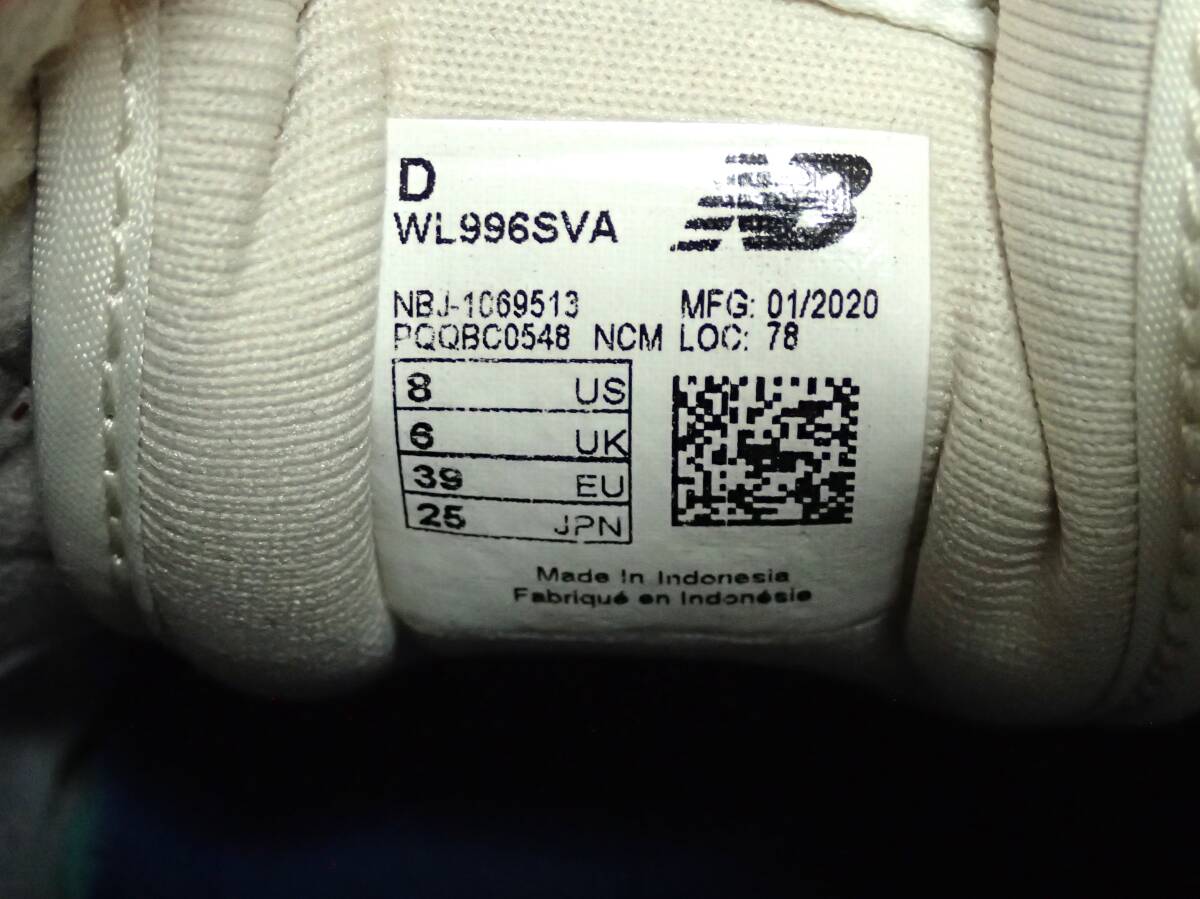 D
NB
WL996SVA
NBJ-1069513 MFG: 01/2020
PQQBC0548 NCM LOC: 78
8 US
6 UK
39 EU
25 JPN
Made in Indonesia
Fabriqué en Indonésie